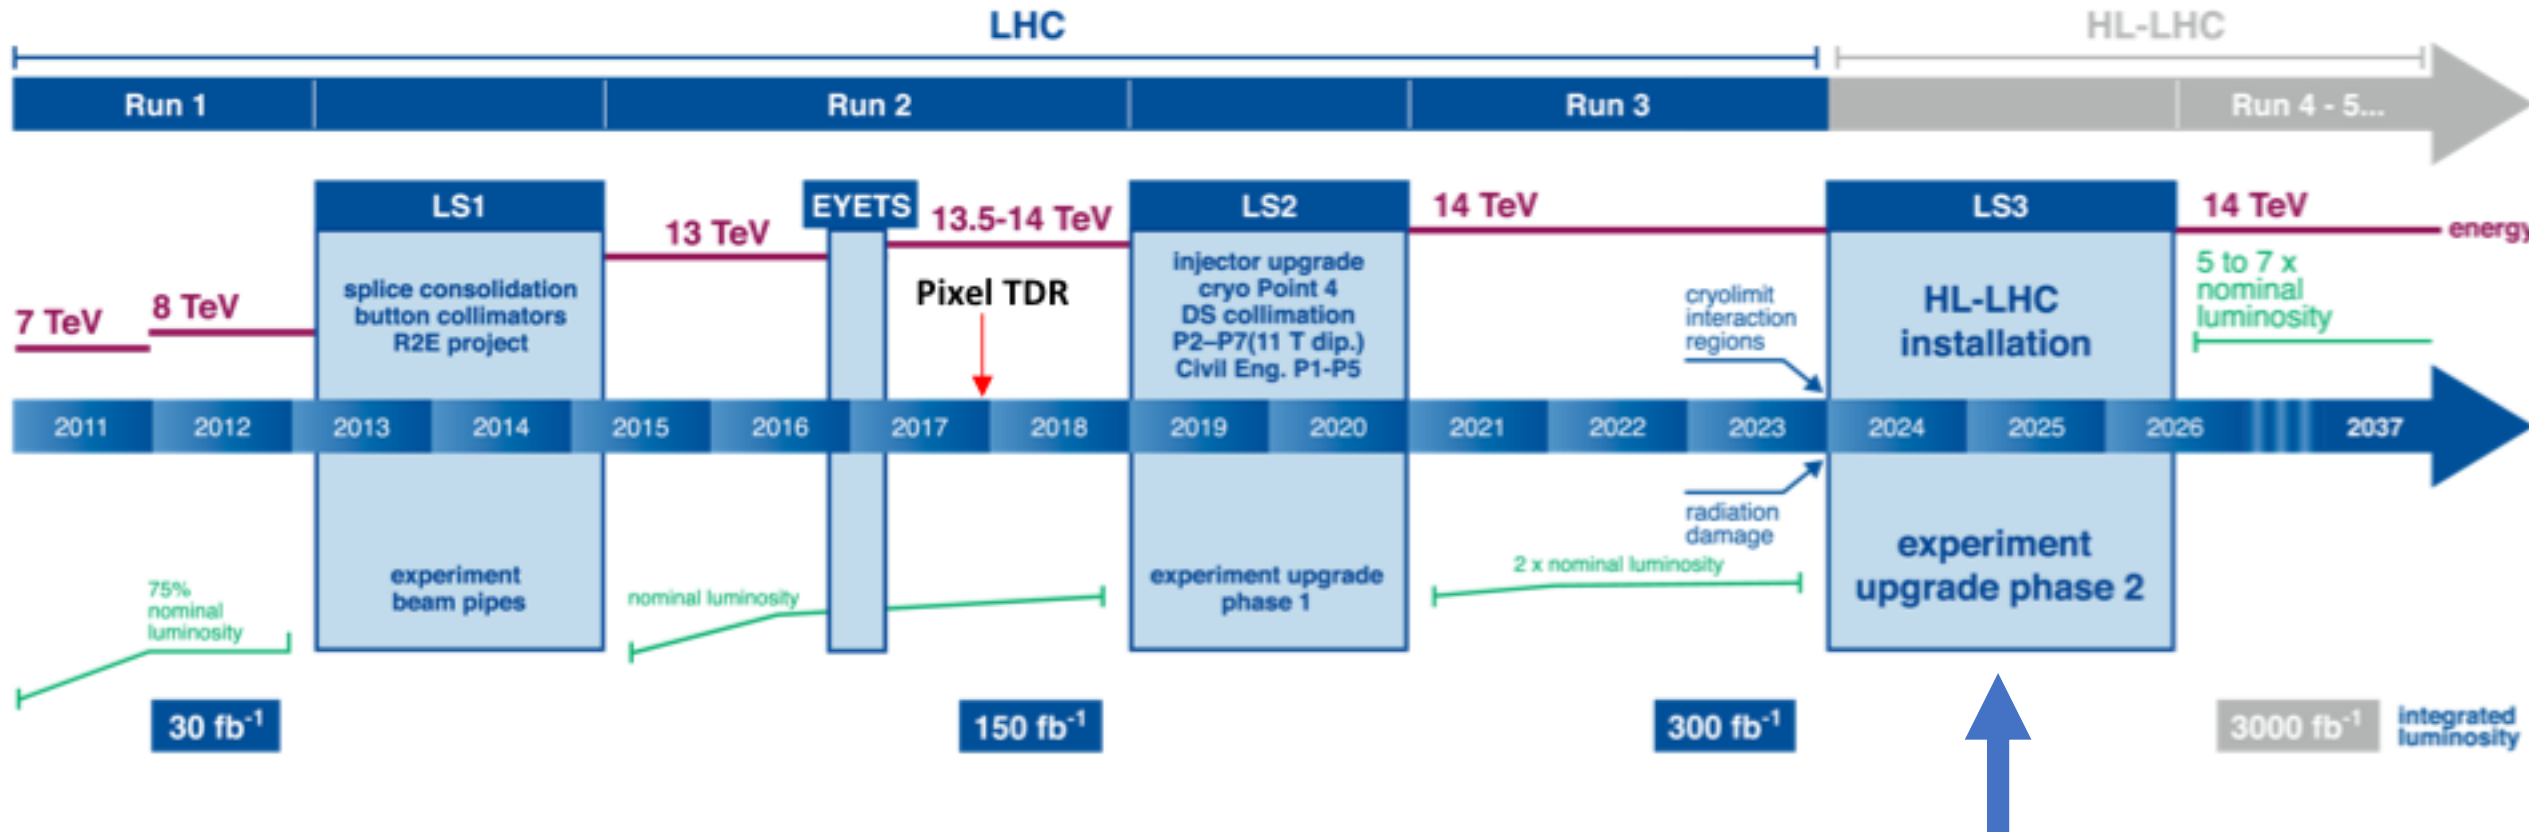 LHC
HL-LHC
Run 1
Run 2
Run 3
Run 4 - 5...
LS1
EYETS
13.5-14 TeV
LS2
14 TeV
LS3
14 TeV
energy
13 TeV
7 TeV
8 TeV
splice consolidation
button collimators
R2E project
Pixel TDR
injector upgrade
cryo Point 4
DS collimation
P2–P7(11 T dip.)
Civil Eng. P1-P5
cryolimit
interaction
regions
HL-LHC
installation
5 to 7 x
nominal
luminosity
2011 2012 2013 2014 2015 2016 2017 2018 2019 2020 2021 2022 2023 2024 2025 2026 2037
radiation
damage
75%
nominal
luminosity
experiment
beam pipes
nominal luminosity
experiment upgrade
phase 1
2 x nominal luminosity
experiment
upgrade phase 2
30 fb-1
150 fb-1
300 fb-1
3000 fb-1
integrated
luminosity